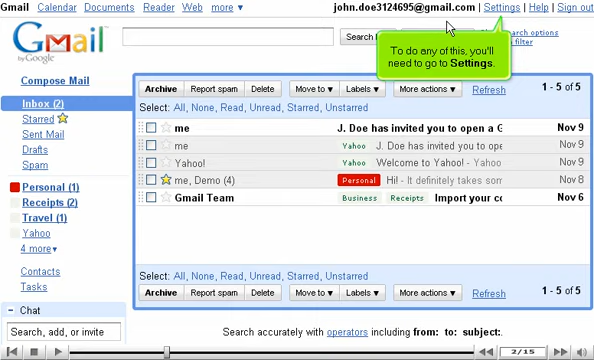 Gmail Calendar Documents Reader Web more ▼ john.doe3124695@gmail.com | Settings | Help | Sign out
Gmail
by Google
Search
search options
filter
To do any of this, you'll
need to go to Settings.
Compose Mail
Inbox (2)
Starred
Sent Mail
Drafts
Spam
Personal (1)
Receipts (2)
Travel (1)
Yahoo
4 more ▼
Contacts
Tasks
Archive Report spam Delete Move to ▼ Labels ▼ More actions ▼ Refresh 1 - 5 of 5
Select: All, None, Read, Unread, Starred, Unstarred
me J. Doe has invited you to open a G Nov 9
me Yahoo J. Doe has invited you to open Nov 9
Yahoo! Yahoo Welcome to Yahoo! - Yahoo Nov 9
me, Demo (4) Personal Hi! - It definitely takes som Nov 8
Gmail Team Business Receipts Import your co Nov 6
Select: All, None, Read, Unread, Starred, Unstarred
Archive Report spam Delete Move to ▼ Labels ▼ More actions ▼ Refresh 1 - 5 of 5
Chat
Search, add, or invite
Search accurately with operators including from: to: subject:.
2/15